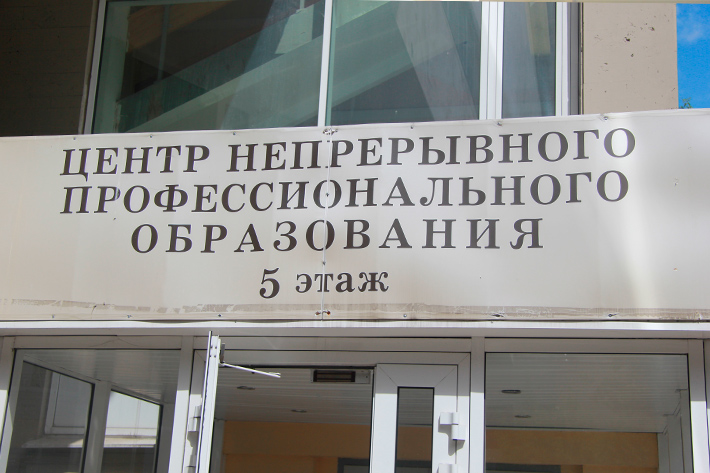 ЦЕНТР НЕПРЕРЫВНОГО
ПРОФЕССИОНАЛЬНОГО
ОБРАЗОВАНИЯ
5 этаж